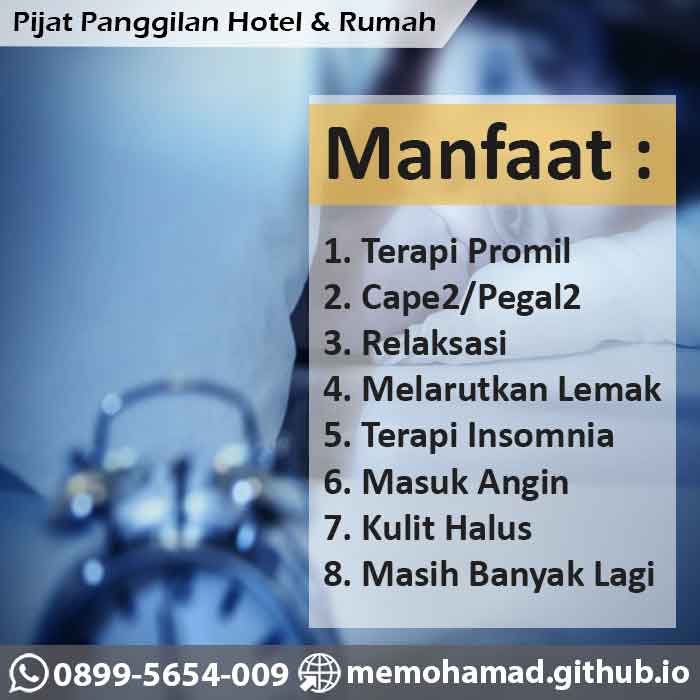 Pijat Panggilan Hotel & Rumah
Manfaat :
1. Terapi Promil
2. Cape2/Pegal2
3. Relaksasi
4. Melarutkan Lemak
5. Terapi Insomnia
6. Masuk Angin
7. Kulit Halus
8. Masih Banyak Lagi
0899-5654-009 memohamad.github.io